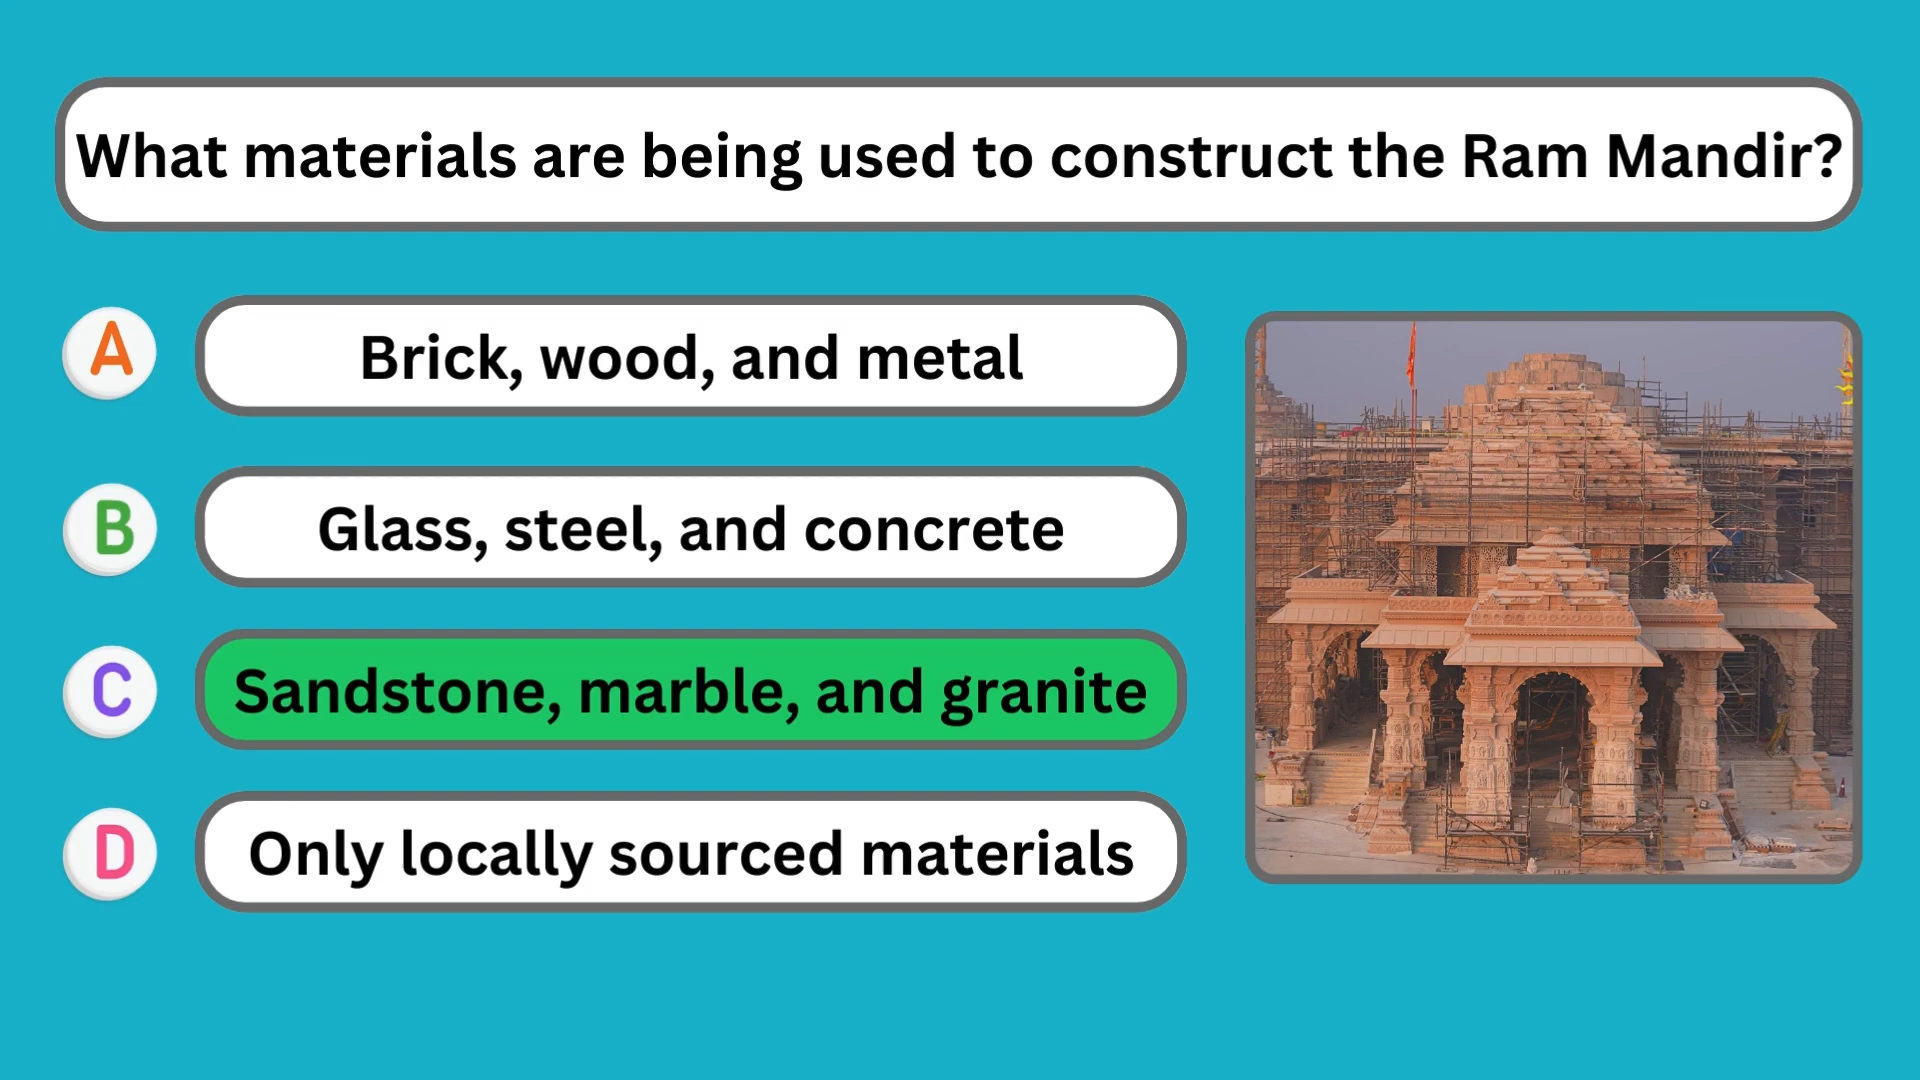 What materials are being used to construct the Ram Mandir?
A
Brick, wood, and metal
B
Glass, steel, and concrete
C
Sandstone, marble, and granite
D
Only locally sourced materials